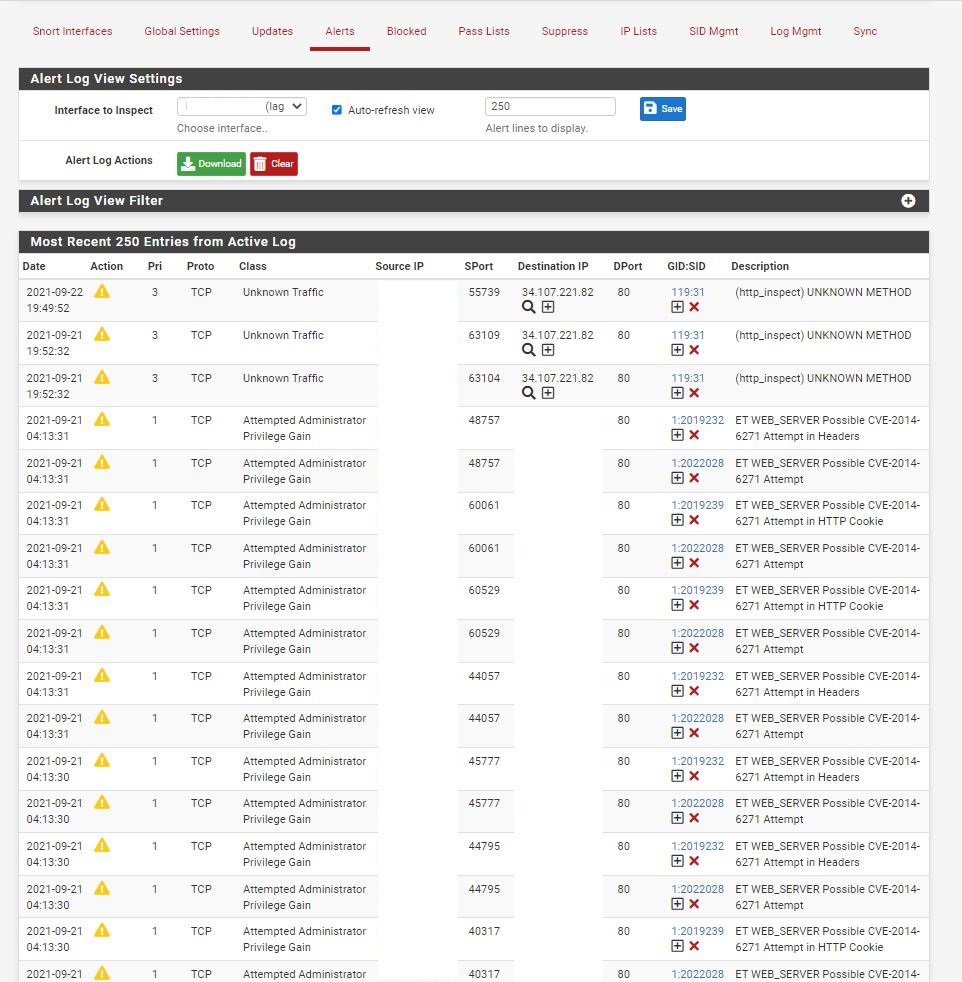 Snort Interfaces Global Settings Updates Alerts Blocked Pass Lists Suppress IP Lists SID Mgmt Log Mgmt Sync
Alert Log View Settings
Interface to Inspect (lag Auto-refresh view 250 Save
Choose interface.. Alert lines to display.
Alert Log Actions Download Clear
Alert Log View Filter
Most Recent 250 Entries from Active Log
Date Action Pri Proto Class Source IP SPort Destination IP DPort GID:SID Description
2021-09-22 3 TCP Unknown Traffic 55739 34.107.221.82 80 119:31 (http_inspect) UNKNOWN METHOD
19:49:52
2021-09-21 3 TCP Unknown Traffic 63109 34.107.221.82 80 119:31 (http_inspect) UNKNOWN METHOD
19:52:32
2021-09-21 3 TCP Unknown Traffic 63104 34.107.221.82 80 119:31 (http_inspect) UNKNOWN METHOD
19:52:32
2021-09-21 1 TCP Attempted Administrator 48757 80 1:2019232 ET WEB_SERVER Possible CVE-2014-
04:13:31 Privilege Gain 6271 Attempt in Headers
2021-09-21 1 TCP Attempted Administrator 48757 80 1:2022028 ET WEB_SERVER Possible CVE-2014-
04:13:31 Privilege Gain 6271 Attempt
2021-09-21 1 TCP Attempted Administrator 60061 80 1:2019239 ET WEB_SERVER Possible CVE-2014-
04:13:31 Privilege Gain 6271 Attempt in HTTP Cookie
2021-09-21 1 TCP Attempted Administrator 60061 80 1:2022028 ET WEB_SERVER Possible CVE-2014-
04:13:31 Privilege Gain 6271 Attempt
2021-09-21 1 TCP Attempted Administrator 60529 80 1:2019239 ET WEB_SERVER Possible CVE-2014-
04:13:31 Privilege Gain 6271 Attempt in HTTP Cookie
2021-09-21 1 TCP Attempted Administrator 60529 80 1:2022028 ET WEB_SERVER Possible CVE-2014-
04:13:31 Privilege Gain 6271 Attempt
2021-09-21 1 TCP Attempted Administrator 44057 80 1:2019232 ET WEB_SERVER Possible CVE-2014-
04:13:31 Privilege Gain 6271 Attempt in Headers
2021-09-21 1 TCP Attempted Administrator 44057 80 1:2022028 ET WEB_SERVER Possible CVE-2014-
04:13:31 Privilege Gain 6271 Attempt
2021-09-21 1 TCP Attempted Administrator 45777 80 1:2019232 ET WEB_SERVER Possible CVE-2014-
04:13:30 Privilege Gain 6271 Attempt in Headers
2021-09-21 1 TCP Attempted Administrator 45777 80 1:2022028 ET WEB_SERVER Possible CVE-2014-
04:13:30 Privilege Gain 6271 Attempt
2021-09-21 1 TCP Attempted Administrator 44795 80 1:2019232 ET WEB_SERVER Possible CVE-2014-
04:13:30 Privilege Gain 6271 Attempt in Headers
2021-09-21 1 TCP Attempted Administrator 44795 80 1:2022028 ET WEB_SERVER Possible CVE-2014-
04:13:30 Privilege Gain 6271 Attempt
2021-09-21 1 TCP Attempted Administrator 40317 80 1:2019239 ET WEB_SERVER Possible CVE-2014-
04:13:30 Privilege Gain 6271 Attempt in HTTP Cookie
2021-09-21 1 TCP Attempted Administrator 40317 80 1:2022028 ET WEB_SERVER Possible CVE-2014-